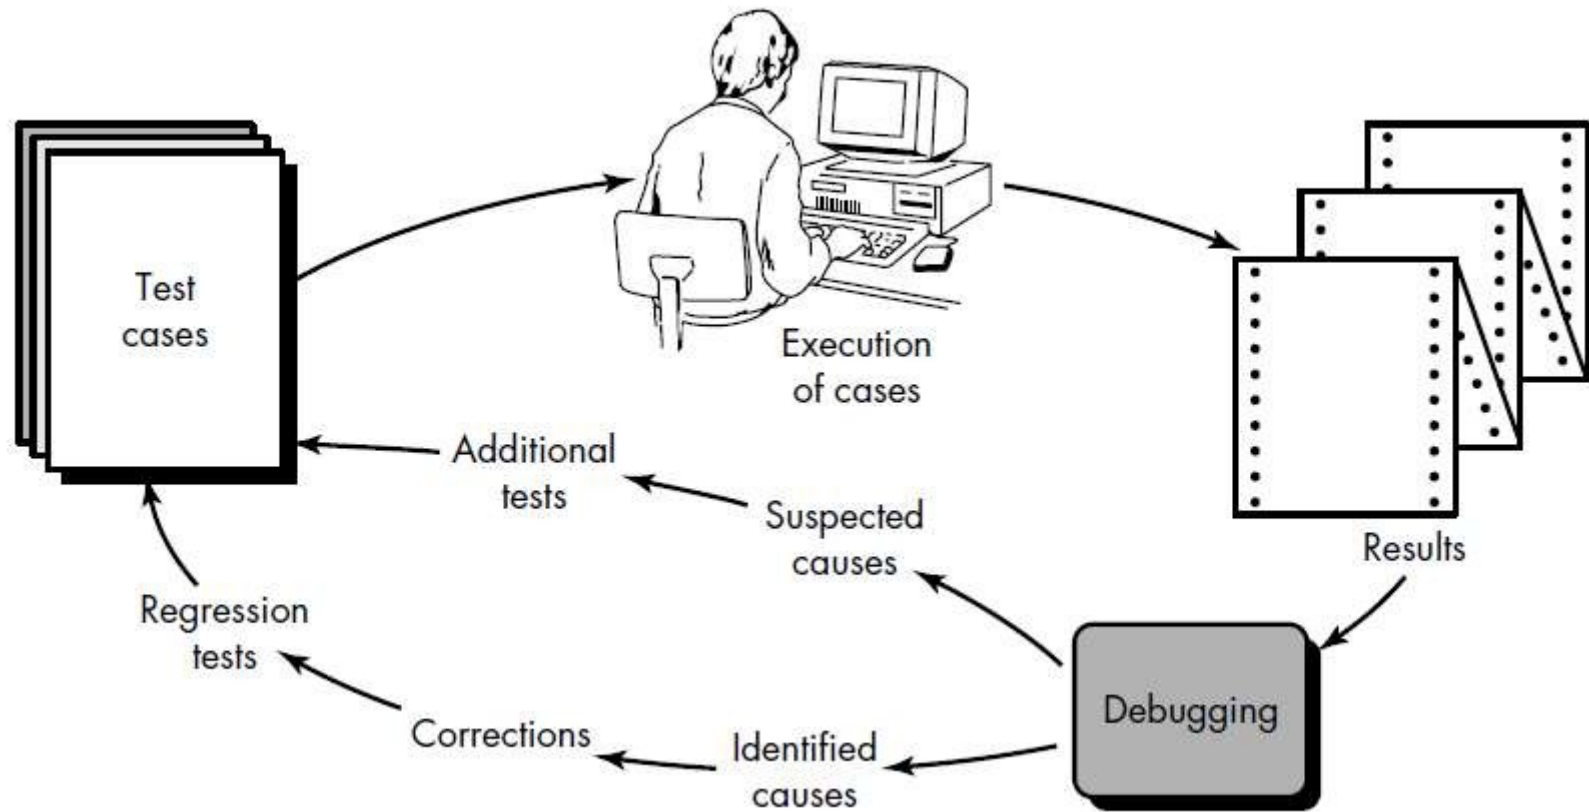 Test
cases
Execution
of cases
Additional
tests
Suspected
causes
Results
Regression
tests
Debugging
Corrections
Identified
causes